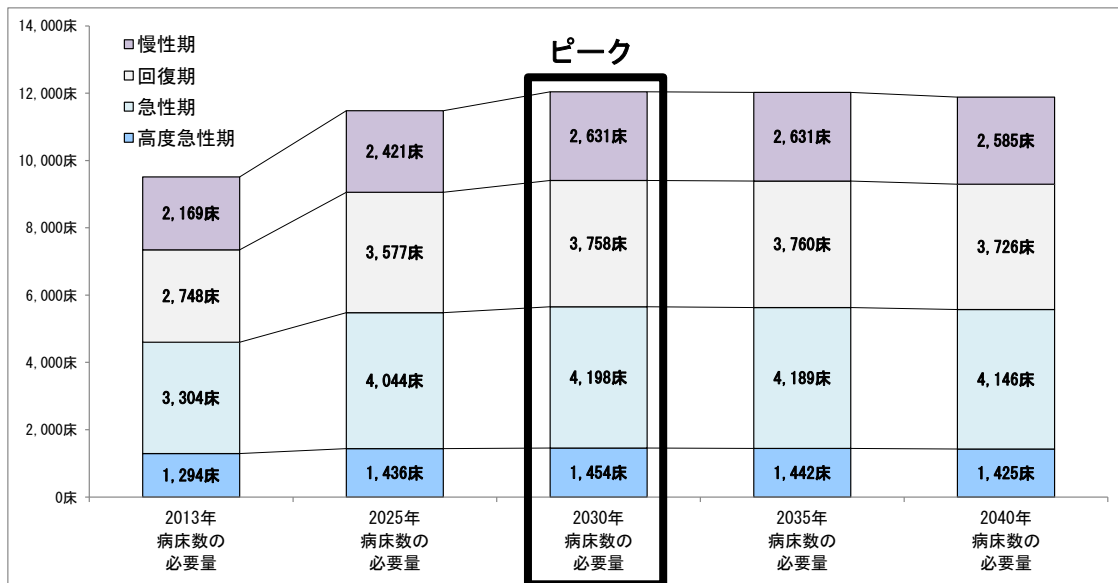 14,000床
12,000床
10,000床
8,000床
6,000床
4,000床
2,000床
0床
慢性期
回復期
急性期
高度急性期
ピーク
2,169床
2,748床
3,304床
1,294床
2,421床
3,577床
4,044床
1,436床
2,631床
3,758床
4,198床
1,454床
2,631床
3,760床
4,189床
1,442床
2,585床
3,726床
4,146床
1,425床
2013年
病床数の
必要量
2025年
病床数の
必要量
2030年
病床数の
必要量
2035年
病床数の
必要量
2040年
病床数の
必要量